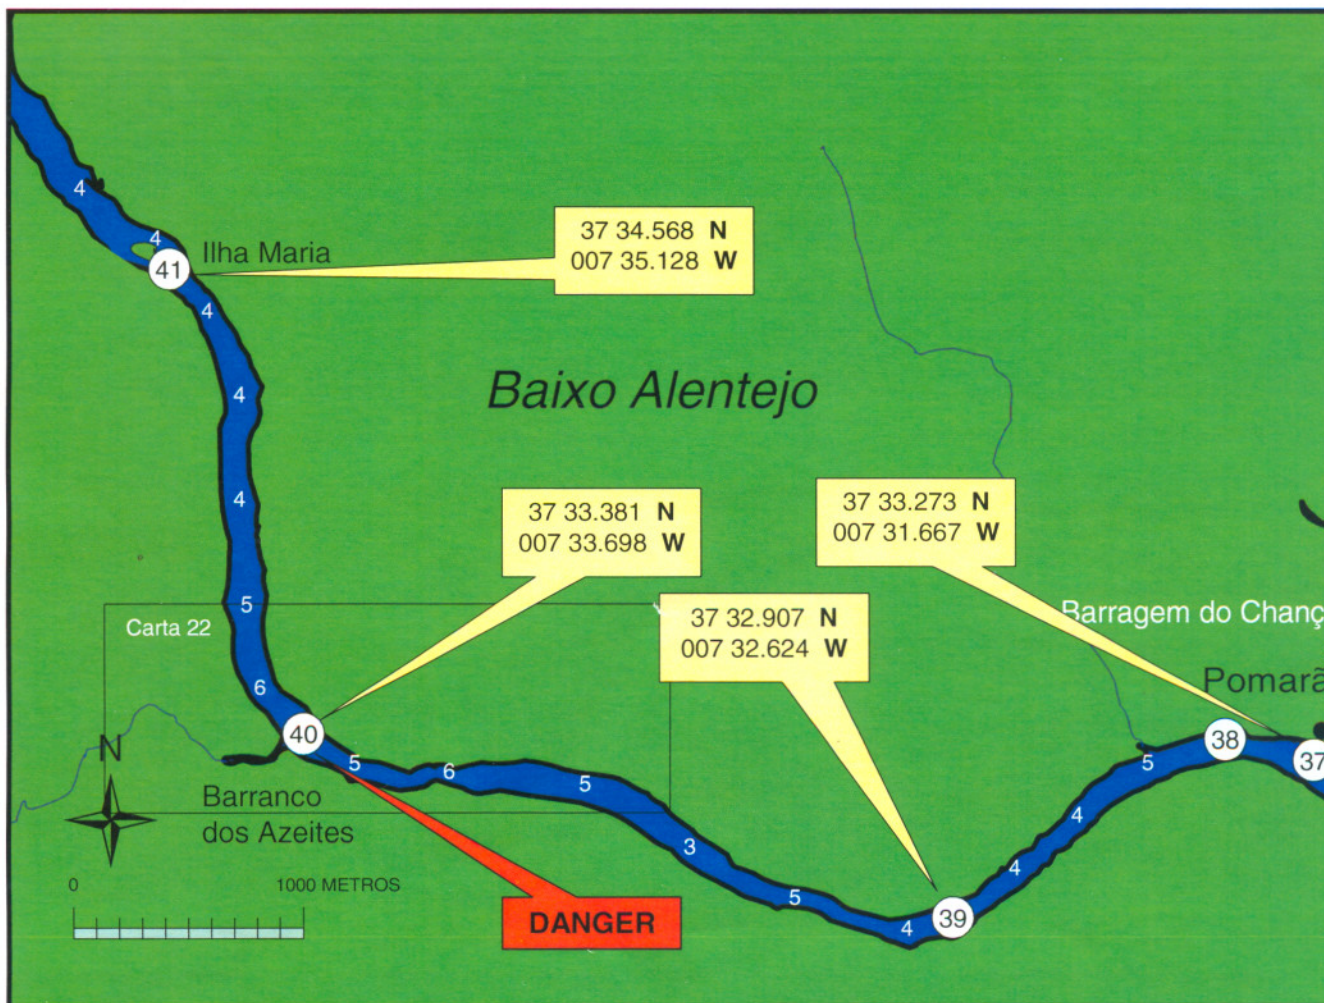 4
4
41
Ilha Maria
37 34.568 N
007 35.128 W
4
4
Baixo Alentejo
4
37 33.381 N
007 33.698 W
37 33.273 N
007 31.667 W
5
Carta 22
37 32.907 N
007 32.624 W
Barragem do Chanç
6
Pomarã
40
38
37
N
5
6
5
5
Barranco
dos Azeites
4
3
4
0
1000 METROS
5
DANGER
4
39